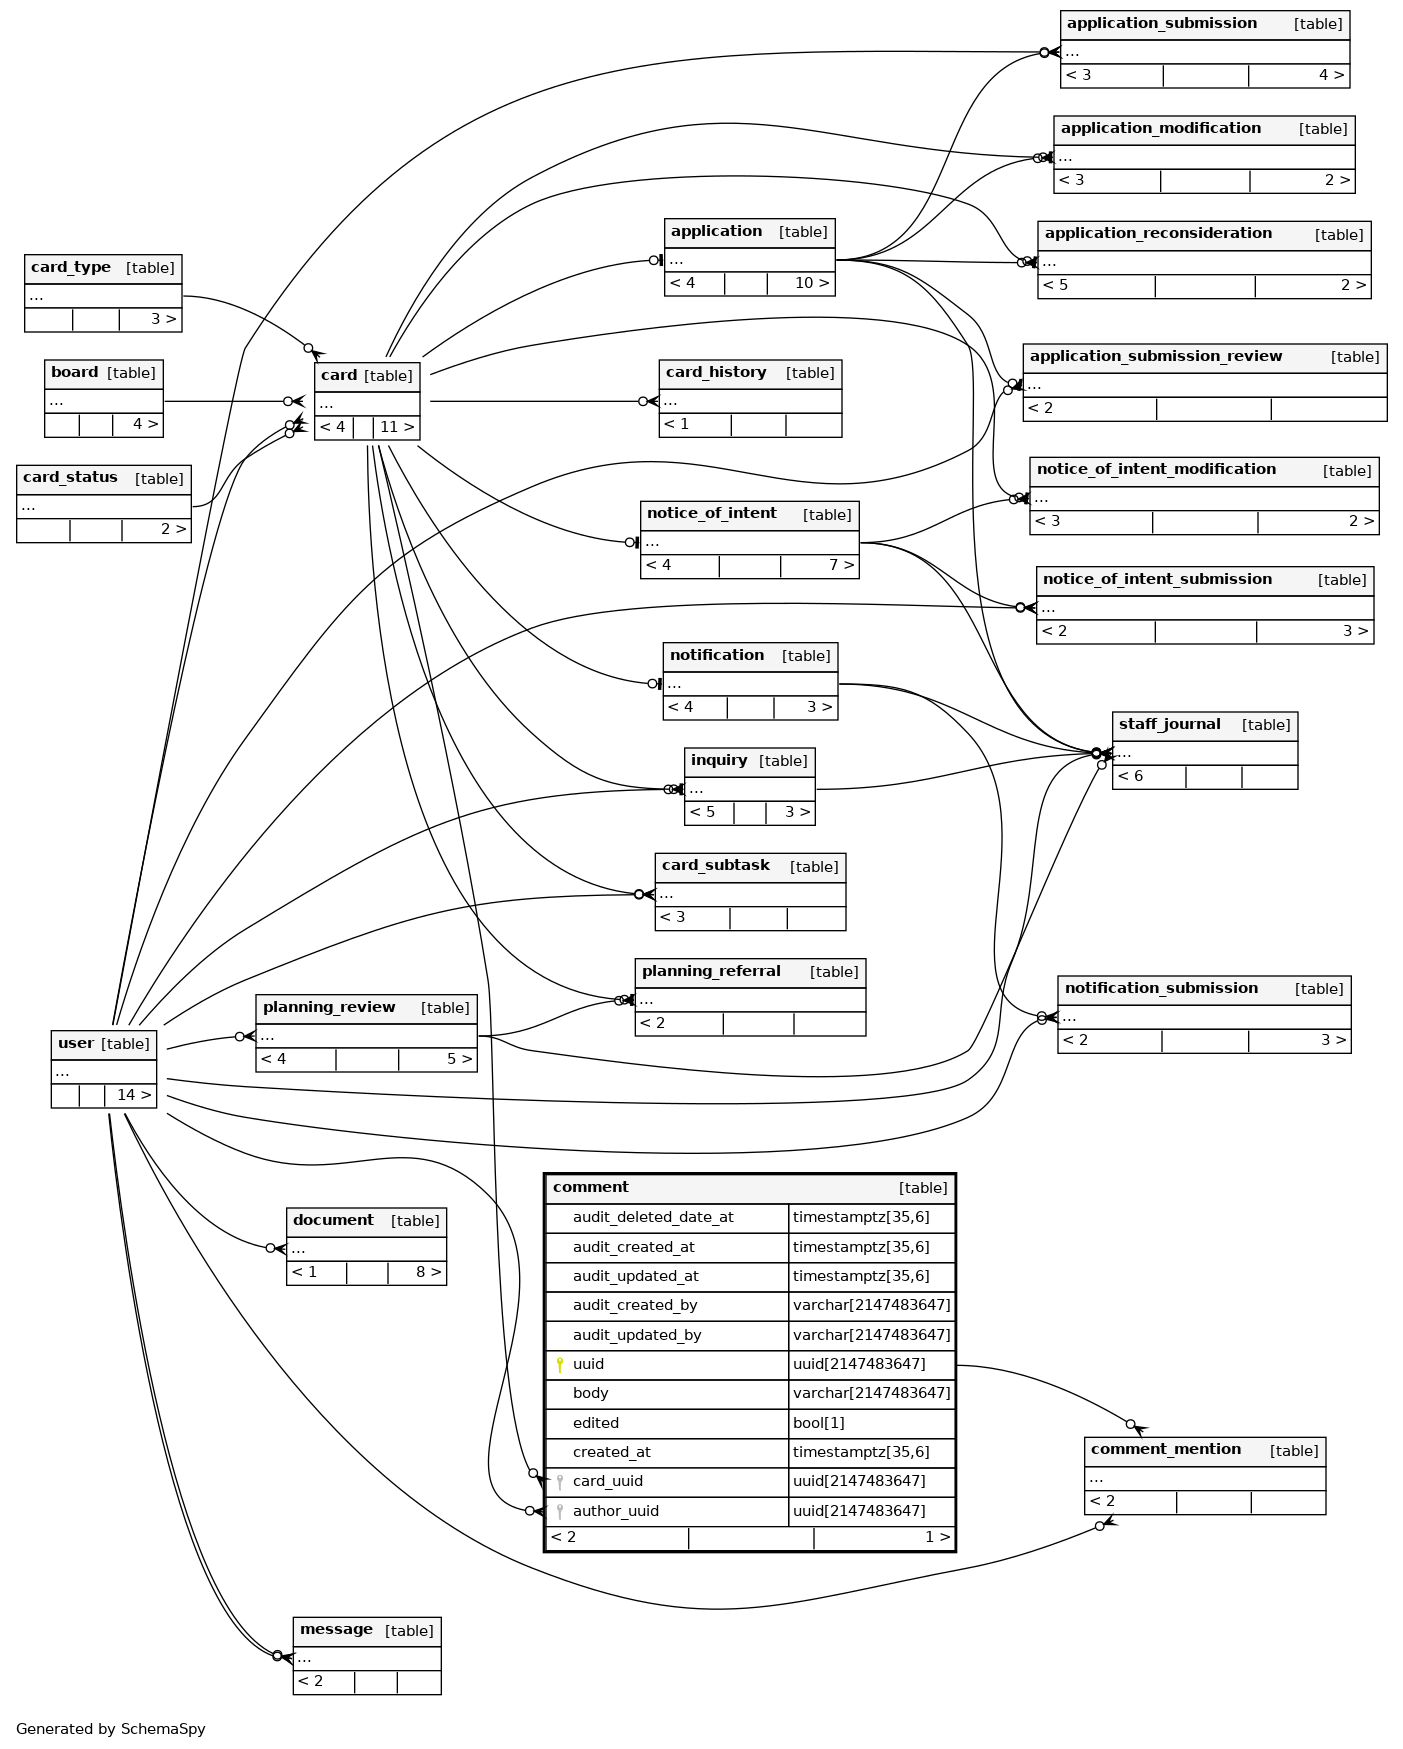 application_submission [table]
...
< 3 4 >
application_modification [table]
...
< 3 2 >
application [table]
...
< 4 10 >
application_reconsideration [table]
...
< 5 2 >
card_type [table]
...
3 >
board [table]
...
4 >
card [table]
...
< 4 11 >
card_history [table]
...
< 1
application_submission_review [table]
...
< 2
card_status [table]
...
2 >
notice_of_intent_modification [table]
...
< 3 2 >
notice_of_intent [table]
...
< 4 7 >
notice_of_intent_submission [table]
...
< 2 3 >
notification [table]
...
< 4 3 >
staff_journal [table]
...
< 6
inquiry [table]
...
< 5 3 >
card_subtask [table]
...
< 3
planning_referral [table]
...
< 2
notification_submission [table]
...
< 2 3 >
planning_review [table]
...
< 4 5 >
user [table]
...
14 >
comment [table]
audit_deleted_date_at timestamptz[35,6]
audit_created_at timestamptz[35,6]
audit_updated_at timestamptz[35,6]
audit_created_by varchar[2147483647]
audit_updated_by varchar[2147483647]
uuid uuid[2147483647]
body varchar[2147483647]
edited bool[1]
created_at timestamptz[35,6]
card_uuid uuid[2147483647]
author_uuid uuid[2147483647]
< 2 1 >
document [table]
...
< 1 8 >
comment_mention [table]
...
< 2
message [table]
...
< 2
Generated by SchemaSpy